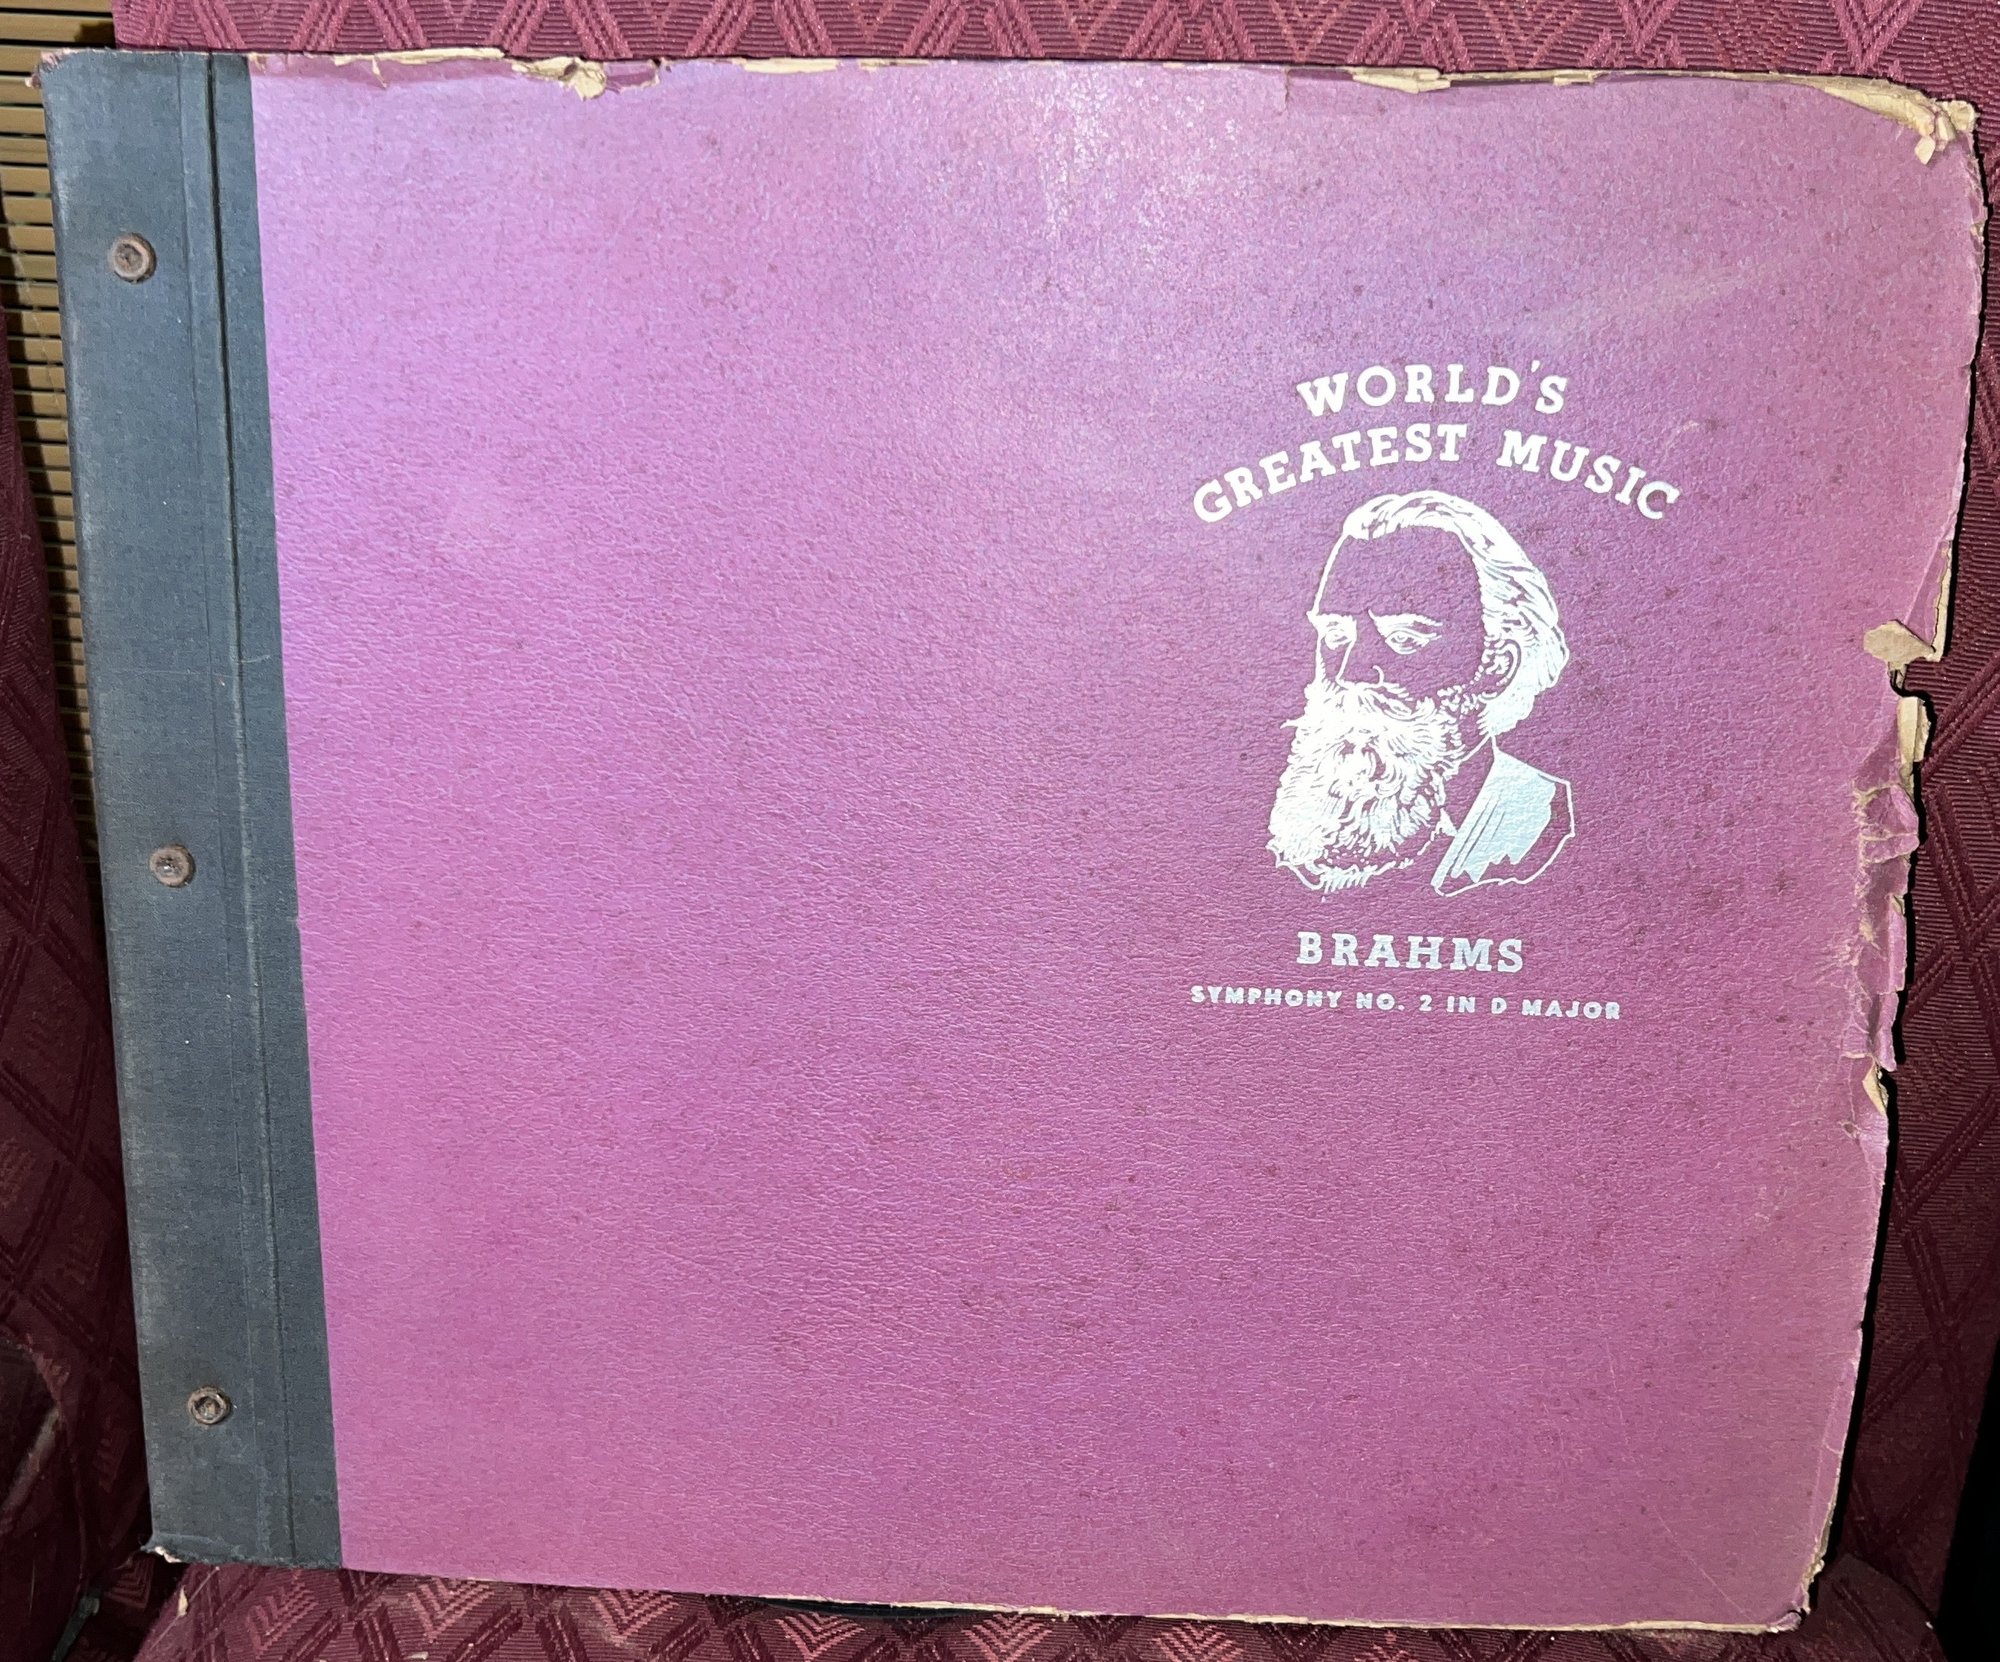 WORLD'S
GREATEST MUSIC
BRAHMS
SYMPHONY NO. 2 IN D MAJOR